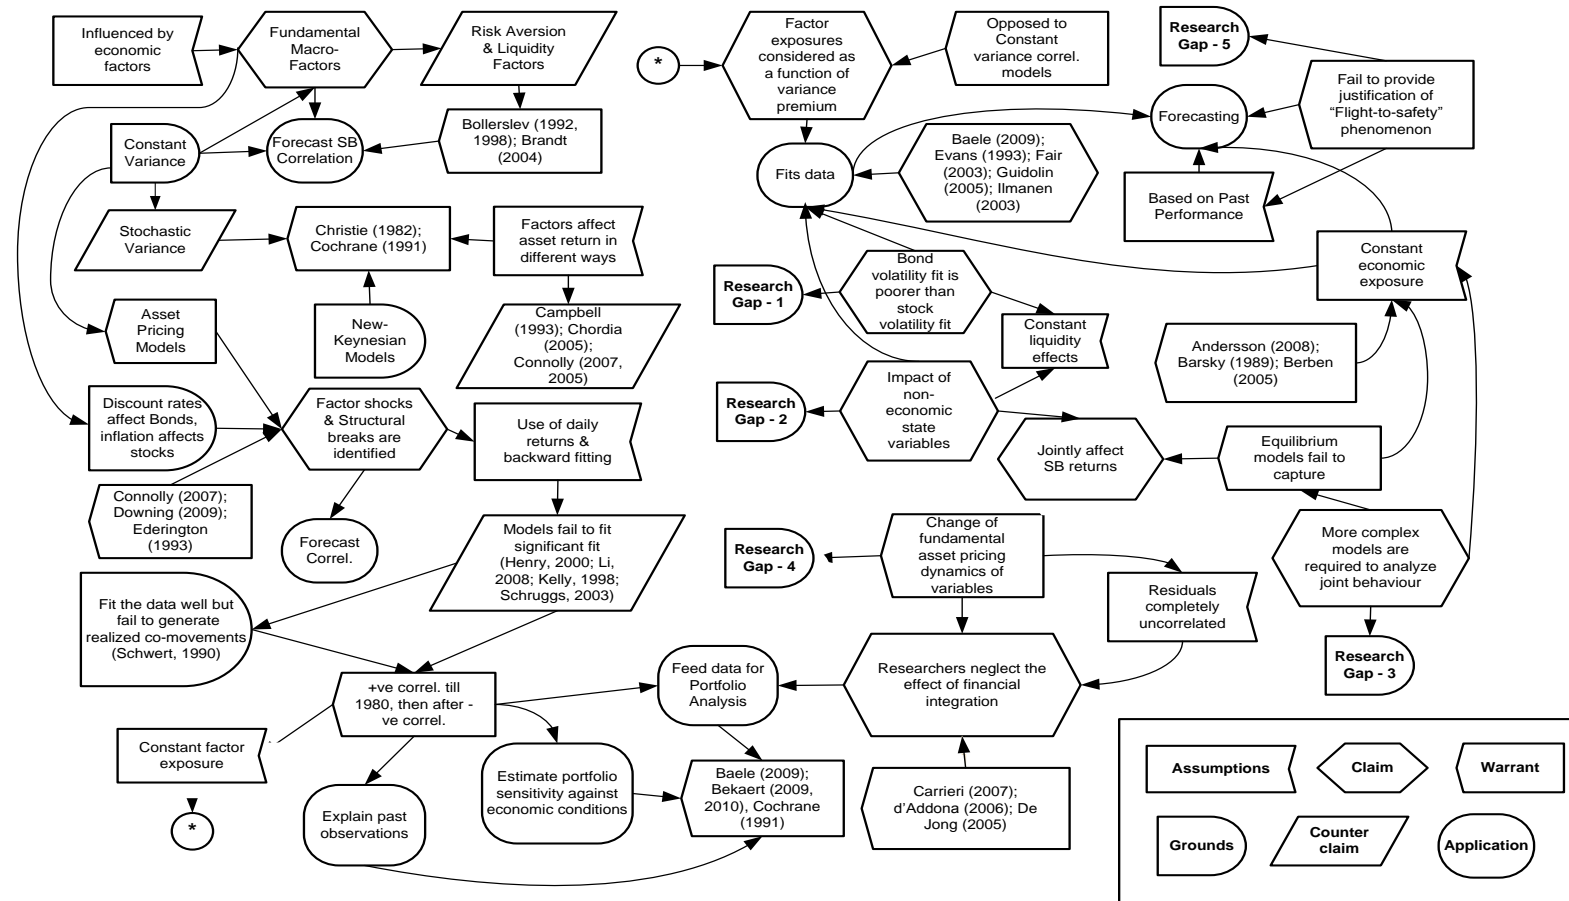 Influenced by
economic
factors
Fundamental
Macro-
Factors
Risk Aversion
& Liquidity
Factors
Constant
Variance
Forecast SB
Correlation
Bollerslev (1992,
1998); Brandt
(2004)
Stochastic
Variance
Christie (1982);
Cochrane (1991)
Factors affect
asset return in
different ways
Asset
Pricing
Models
New-
Keynesian
Models
Campbell
(1993); Chordia
(2005);
Connolly (2007,
2005)
Discount rates
affect Bonds,
inflation affects
stocks
Factor shocks
& Structural
breaks are
identified
Use of daily
returns &
backward fitting
Connolly (2007);
Downing (2009);
Ederington
(1993)
Forecast
Correl.
Models fail to fit
significant fit
(Henry, 2000; Li,
2008; Kelly, 1998;
Schruggs, 2003)
Fit the data well but
fail to generate
realized co-movements
(Schwert, 1990)
+ve correl. till
1980, then after -
ve correl.
Constant factor
exposure
*
Explain past
observations
Estimate portfolio
sensitivity against
economic conditions
Feed data for
Portfolio
Analysis
Baele (2009);
Bekaert (2009,
2010), Cochrane
(1991)
*
Factor
exposures
considered as
a function of
variance
premium
Opposed to
Constant
variance correl.
models
Research
Gap - 5
Fail to provide
justification of
“Flight-to-safety”
phenomenon
Forecasting
Fits data
Baele (2009);
Evans (1993); Fair
(2003); Guidolin
(2005); Ilmanen
(2003)
Based on Past
Performance
Constant
economic
exposure
Research
Gap - 1
Bond
volatility fit is
poorer than
stock
volatility fit
Constant
liquidity
effects
Andersson (2008);
Barsky (1989); Berben
(2005)
Research
Gap - 2
Impact of
non-
economic
state
variables
Jointly affect
SB returns
Equilibrium
models fail to
capture
Research
Gap - 4
Change of
fundamental
asset pricing
dynamics of
variables
More complex
models are
required to analyze
joint behaviour
Residuals
completely
uncorrelated
Research
Gap - 3
Researchers neglect the
effect of financial
integration
Carrieri (2007);
d’Addona (2006); De
Jong (2005)
Assumptions
Claim
Warrant
Grounds
Counter
claim
Application